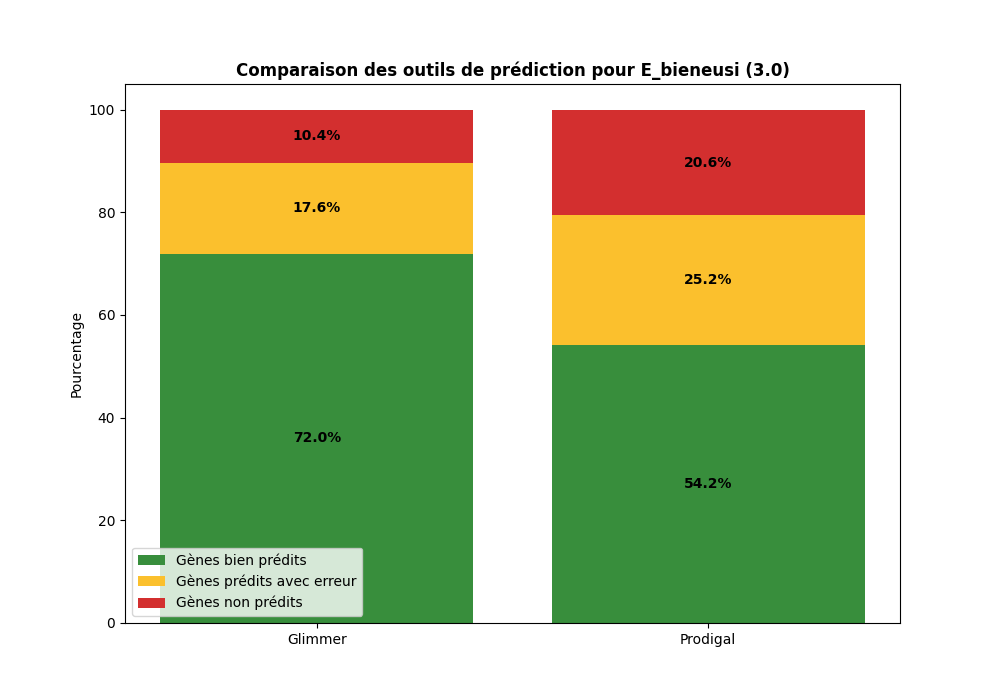 Comparaison des outils de prédiction pour E_bieneusi (3.0)
Pourcentage
100
80
60
40
20
0
10.4%
17.6%
72.0%
20.6%
25.2%
54.2%
Gènes bien prédits
Gènes prédits avec erreur
Gènes non prédits
Glimmer
Prodigal